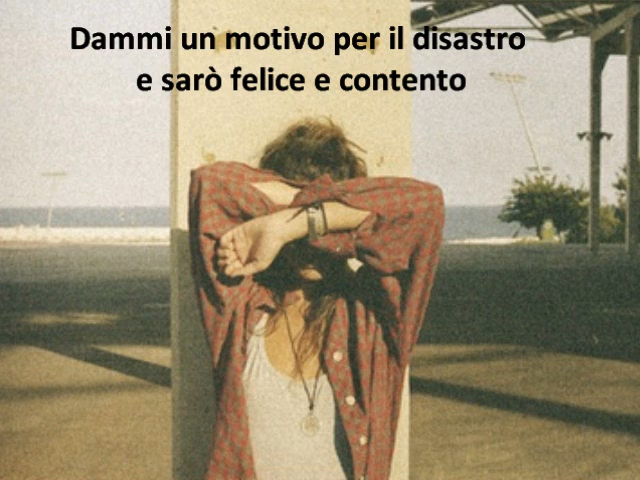 Dammi un motivo per il disastro
e sarò felice e contento